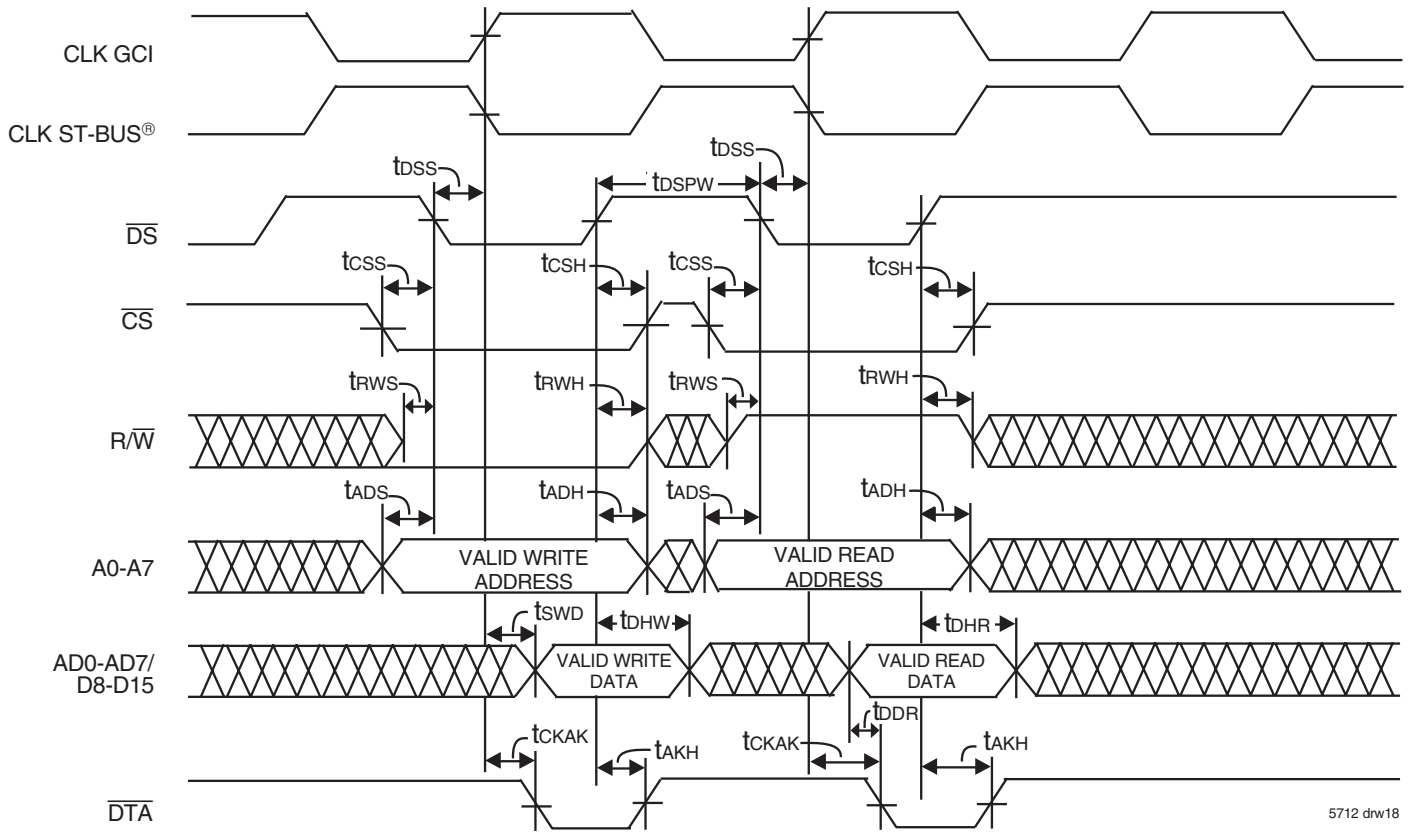 CLK GCI
CLK ST-BUS®
tDSS
tDSPW
tDSS
DS
tCSS
tCSH
tCSS
tCSH
CS
tRWS
tRWH
tRWS
tRWH
R/W
tADS
tADH
tADS
tADH
A0-A7
VALID WRITE
ADDRESS
VALID READ
ADDRESS
tSWD
tDHW
tDHR
AD0-AD7/
D8-D15
VALID WRITE
DATA
VALID READ
DATA
tDDR
tCKAK
tAKH
tCKAK
tAKH
DTA
5712 drw18